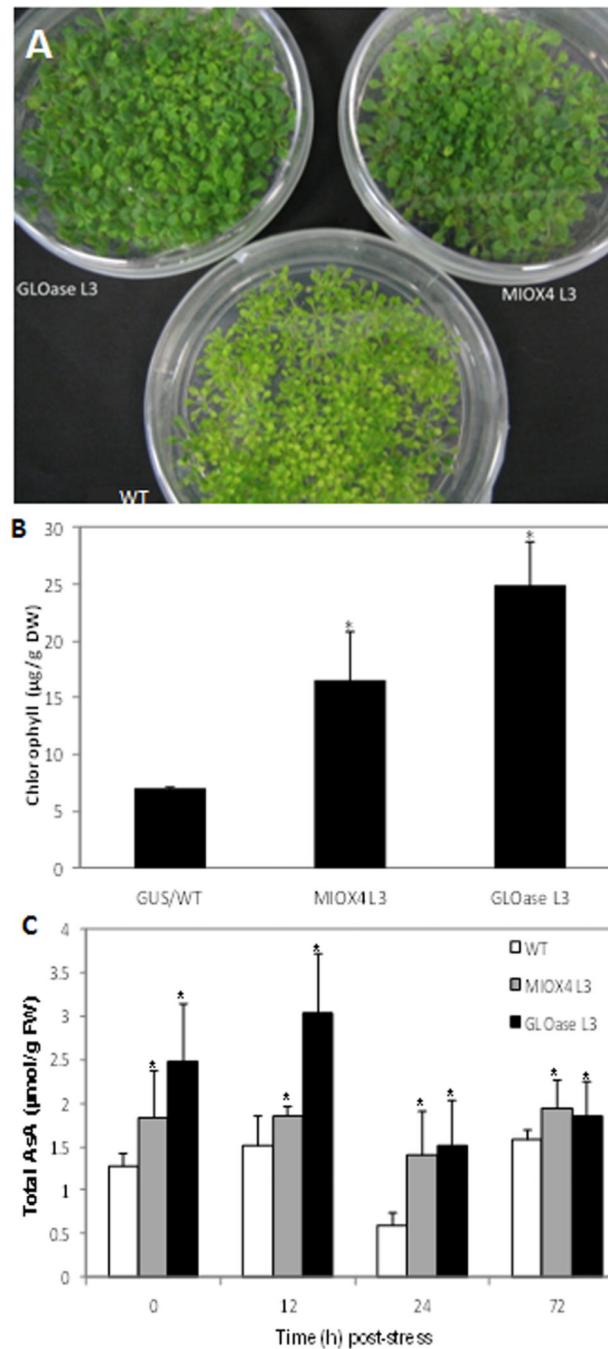 A
GLOase L3
MIOX4 L3
WT
B
30
25
20
15
10
5
0
Chlorophyll (µg/g DW)
*
*
GUS/WT
MIOX4L3
GLOase L3
C
4
3.5
3
2.5
2
1.5
1
0.5
0
Total AsA (µmol/g FW)
WT
MIOX4 L3
GLOase L3
*
*
*
*
*
*
*
*
0
12
24
72
Time (h) post-stress